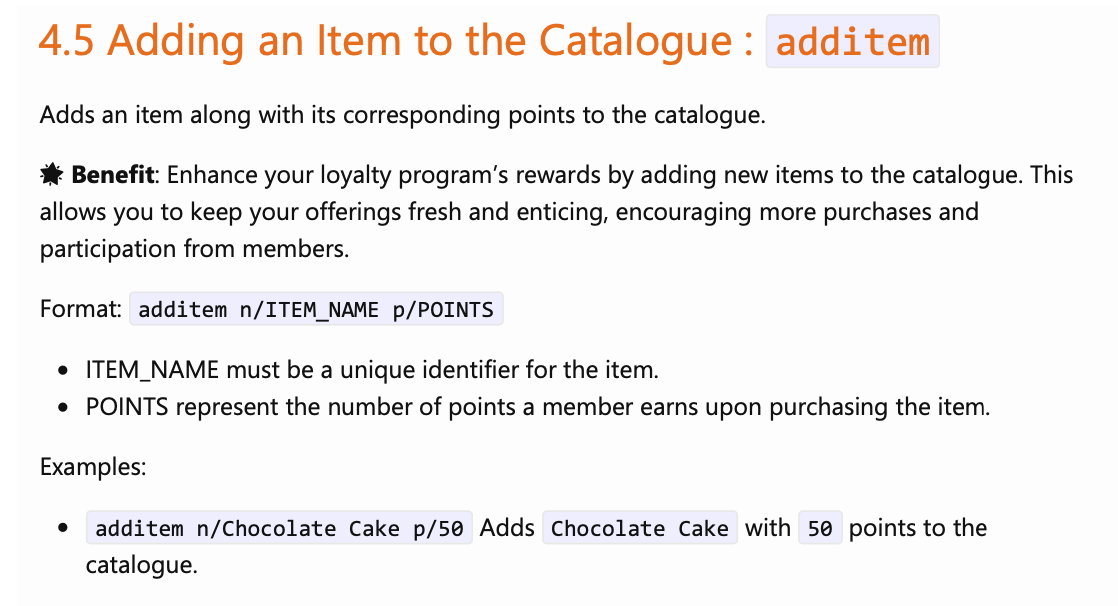 4.5 Adding an Item to the Catalogue : additem
Adds an item along with its corresponding points to the catalogue.
Benefit: Enhance your loyalty program’s rewards by adding new items to the catalogue. This
allows you to keep your offerings fresh and enticing, encouraging more purchases and
participation from members.
Format: additem n/ITEM_NAME p/POINTS
• ITEM_NAME must be a unique identifier for the item.
• POINTS represent the number of points a member earns upon purchasing the item.
Examples:
• additem n/Chocolate Cake p/50 Adds Chocolate Cake with 50 points to the
catalogue.